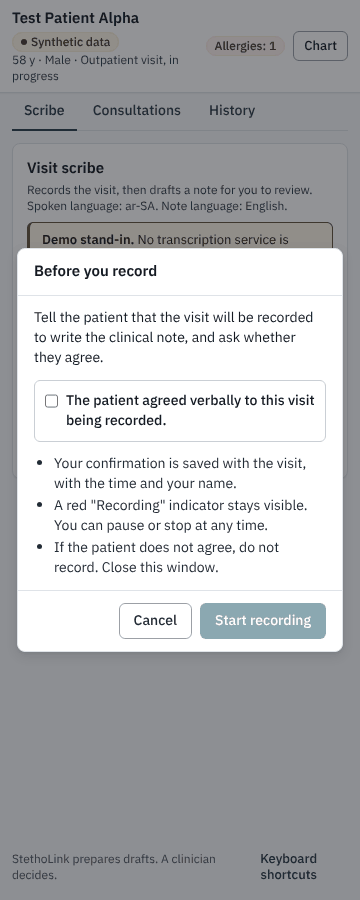 Test Patient Alpha
Synthetic data
58 y · Male · Outpatient visit, in
progress
Allergies: 1
Chart
Scribe
Consultations
History
Visit scribe
Records the visit, then drafts a note for you to review.
Spoken language: ar-SA. Note language: English.
Demo stand-in. No transcription service is
Before you record
Tell the patient that the visit will be recorded
to write the clinical note, and ask whether
they agree.
The patient agreed verbally to this visit
being recorded.
• Your confirmation is saved with the visit,
with the time and your name.
• A red "Recording" indicator stays visible.
You can pause or stop at any time.
• If the patient does not agree, do not
record. Close this window.
Cancel
Start recording
StethoLink prepares drafts. A clinician
decides.
Keyboard
shortcuts